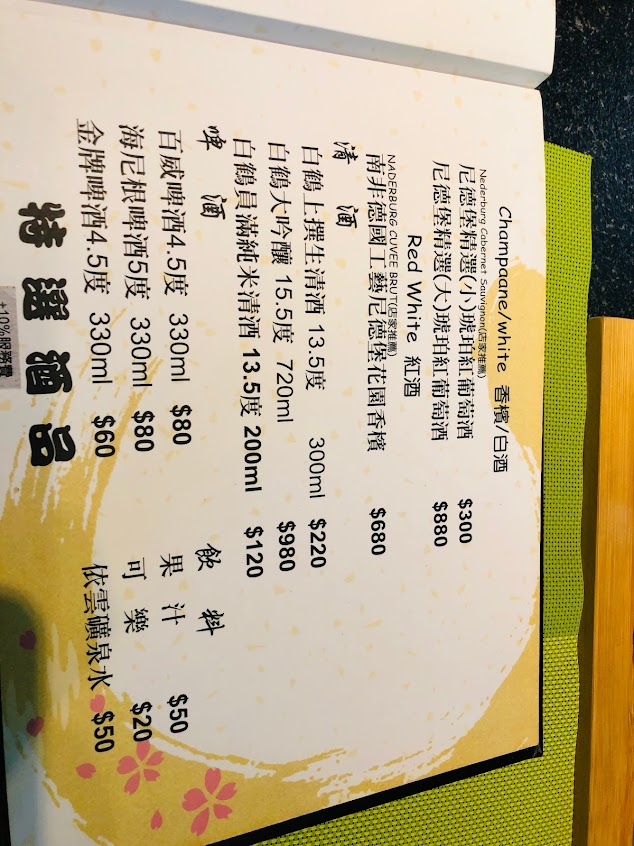 Champaane/white 香檳/白酒
Nederburg Cabernet Sauvignon(店家推薦)
尼德堡精選(小)琥珀紅葡萄酒 $300
尼德堡精選(大)琥珀紅葡萄酒 $880
Red White 紅酒
NADERBURG CUVEE BRUT(店家推薦)
南非德國工藝尼德堡花園香檳 $680
清酒
白鶴上撰生清酒 13.5度 300ml $220
白鶴大吟釀 15.5度 720ml $980
白鶴員滿純米清酒 13.5度 200ml $120
啤酒
百威啤酒4.5度 330ml $80
海尼根啤酒5度 330ml $80
金牌啤酒4.5度 330ml $60
飲料
果汁 $50
可樂 $20
依雲礦泉水 $50
特選酒品
+10%服務費